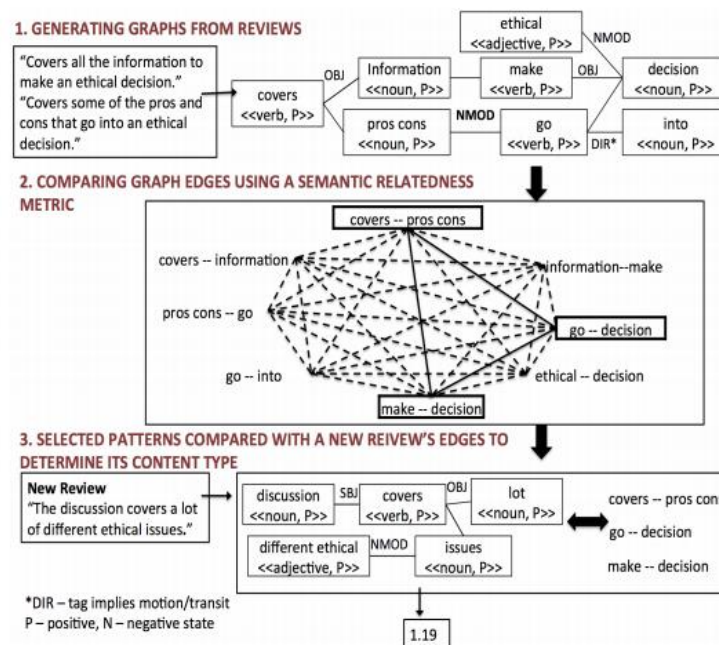 1. GENERATING GRAPHS FROM REVIEWS
"Covers all the information to
make an ethical decision."
"Covers some of the pros and
cons that go into an ethical
decision."
covers
<<verb, P>>
OBJ
Information
<<noun, P>>
pros cons
<<noun, P>>
NMOD
ethical
<<adjective, P>>
NMOD
make
<<verb, P>>
OBJ
decision
<<noun, P>>
go
<<verb, P>>
DIR*
into
<<noun, P>>
2. COMPARING GRAPH EDGES USING A SEMANTIC RELATEDNESS
METRIC
covers -- pros cons
covers -- information
information--make
pros cons -- go
go -- decision
go -- into
ethical -- decision
make -- decision
3. SELECTED PATTERNS COMPARED WITH A NEW REIVEW'S EDGES TO
DETERMINE ITS CONTENT TYPE
New Review
"The discussion covers a lot
of different ethical issues."
discussion
<<noun, P>>
SBJ
covers
<<verb, P>>
OBJ
lot
<<noun, P>>
different ethical
<<adjective, P>>
NMOD
issues
<<noun, P>>
covers -- pros con
go -- decision
make -- decision
*DIR – tag implies motion/transit
P – positive, N – negative state
1.19